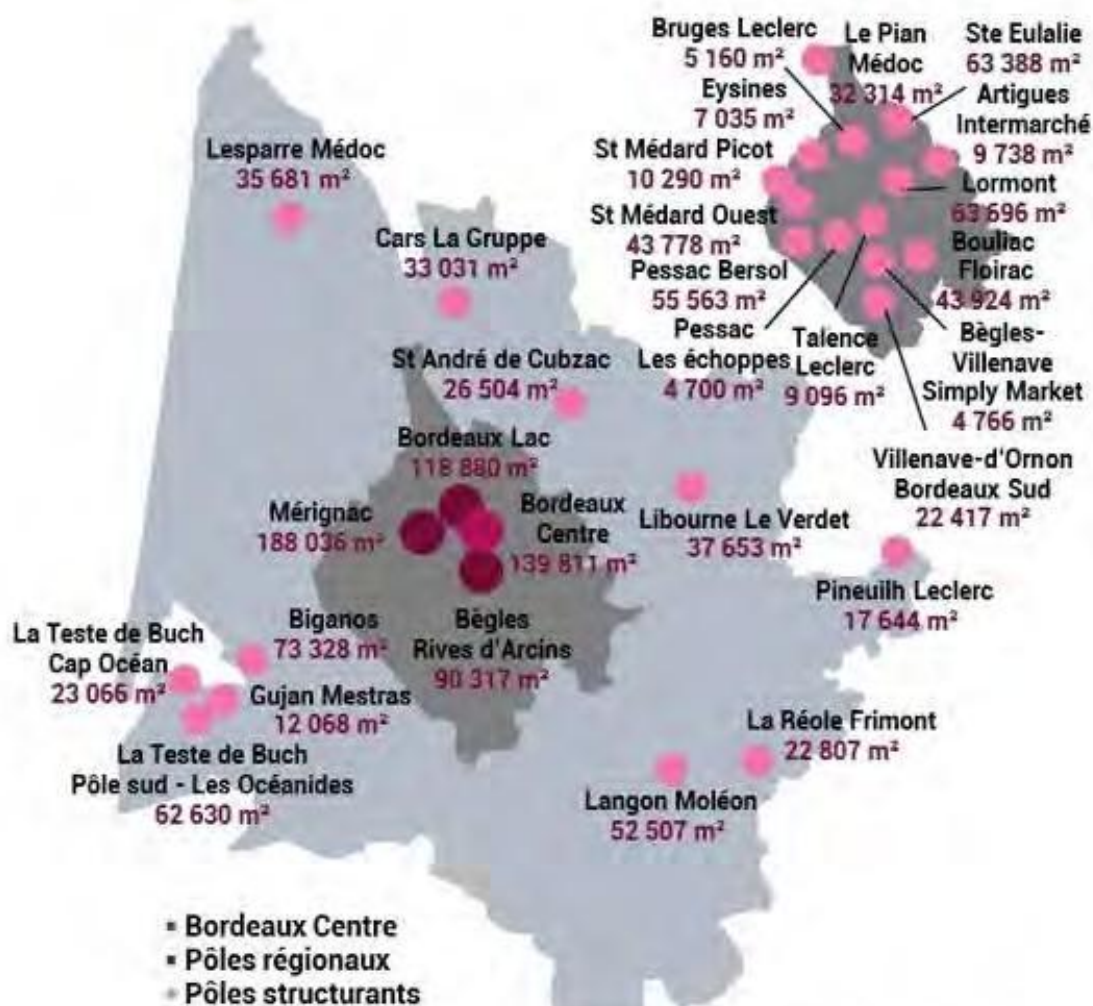 Bruges Leclerc
5 160 m²
Le Pian
Médoc
32 314 m²
Ste Eulalie
63 388 m²
Eysines
7 035 m²
Artigues
Intermarché
9 738 m²
St Médard Picot
10 290 m²
Lormont
63 696 m²
St Médard Ouest
43 778 m²
Bouliac
Floirac
43 924 m²
Pessac Bersol
55 563 m²
Pessac
Les échoppes
4 700 m²
Talence
Leclerc
9 096 m²
Bègles-
Villenave
Simply Market
4 766 m²
Villenave-d'Ornon
Bordeaux Sud
22 417 m²
Lesparre Médoc
35 681 m²
Cars La Gruppe
33 031 m²
St André de Cubzac
26 504 m²
Bordeaux Lac
118 880 m²
Mérignac
188 036 m²
Bordeaux
Centre
139 811 m²
Libourne Le Verdet
37 653 m²
Pineuilh Leclerc
17 644 m²
Bègles
Rives d'Arcins
90 317 m²
Biganos
73 328 m²
La Teste de Buch
Cap Océan
23 066 m²
Gujan Mestras
12 068 m²
La Teste de Buch
Pôle sud - Les Océanides
62 630 m²
La Réole Frimont
22 807 m²
Langon Moléon
52 507 m²
Bordeaux Centre
Pôles régionaux
Pôles structurants